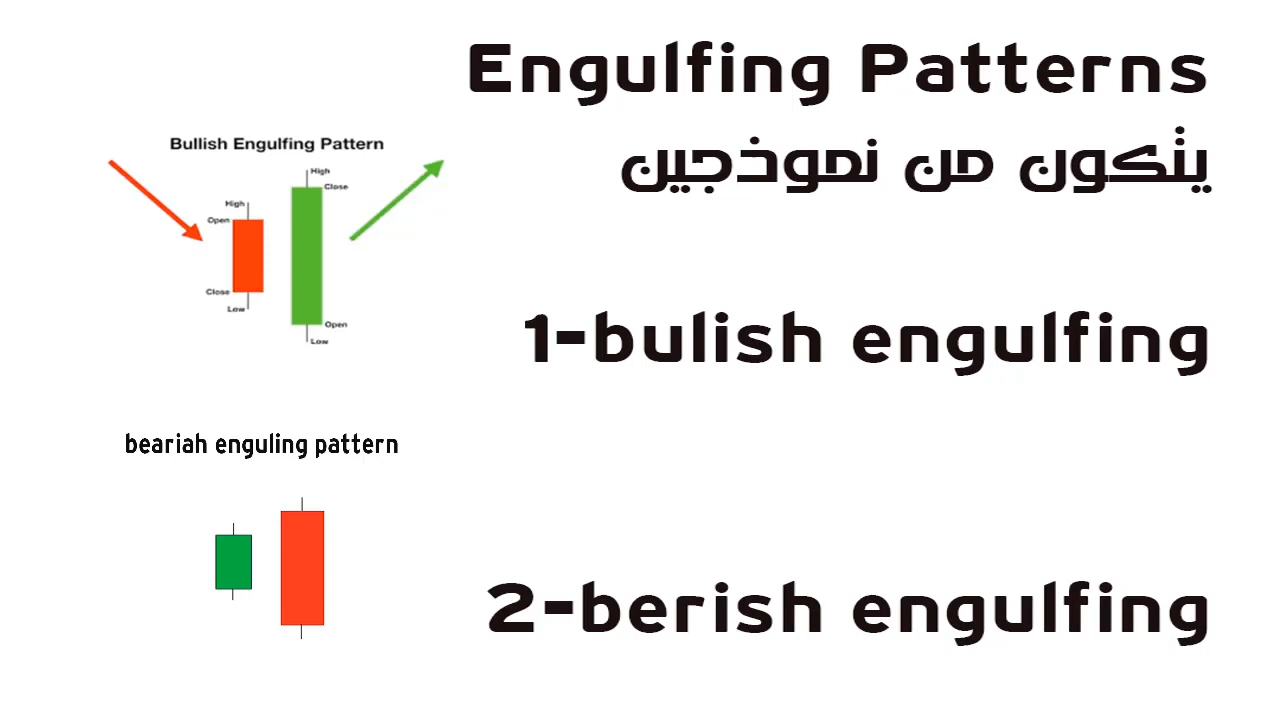 Engulfing Patterns
يتكون من نموذجين
Bullish Engulfing Pattern
High
Close
High
Open
Close
Low
Open
Low
1-bulish engulfing
beariah enguling pattern
2-berish engulfing